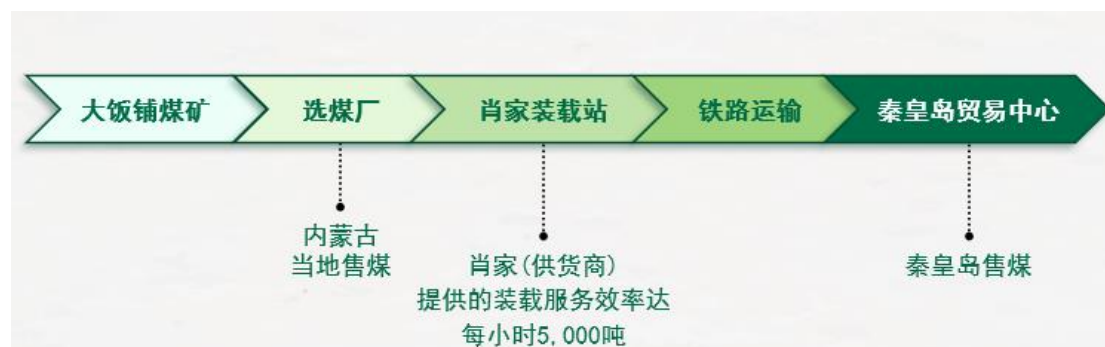 大饭铺煤矿
选煤厂
肖家装载站
铁路运输
秦皇岛贸易中心
内蒙古
当地售煤
肖家(供货商)
提供的装载服务效率达
每小时5,000吨
秦皇岛售煤